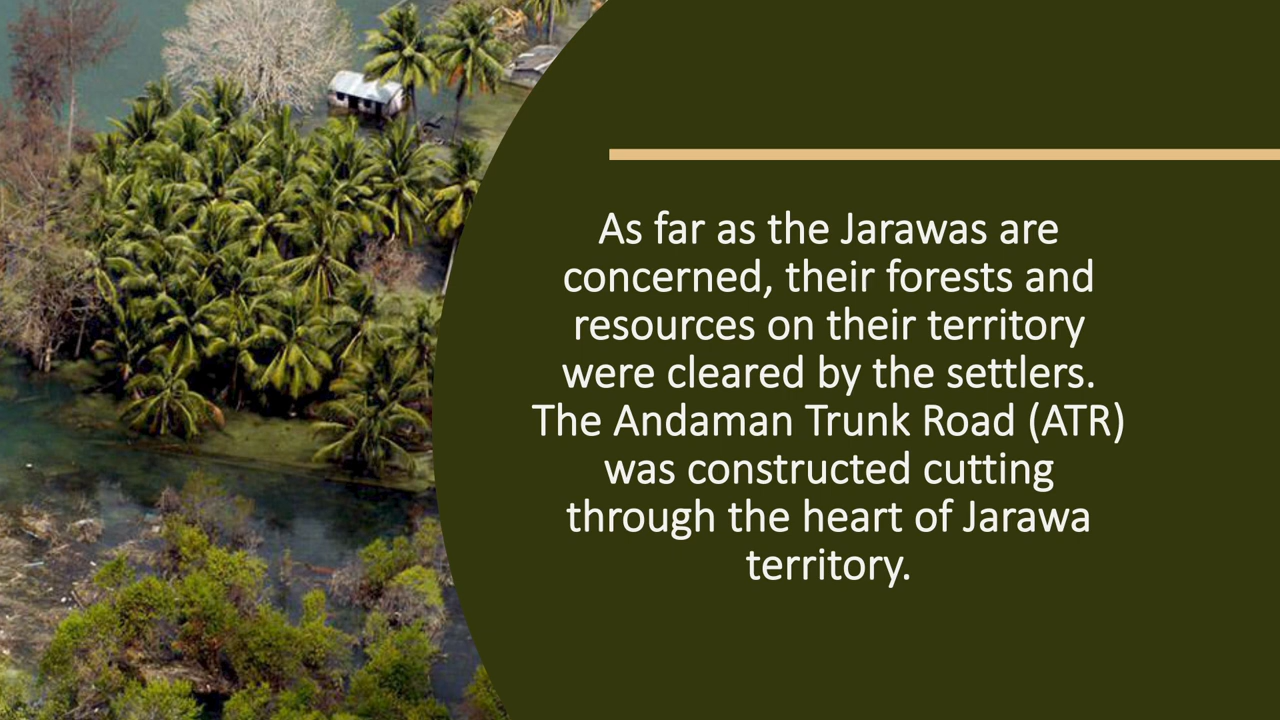 As far as the Jarawas are
concerned, their forests and
resources on their territory
were cleared by the settlers.
The Andaman Trunk Road (ATR)
was constructed cutting
through the heart of Jarawa
territory.